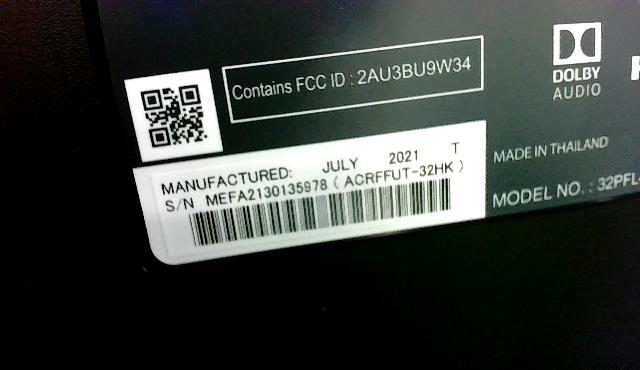 Contains FCC ID : 2AU3BU9W34
DOLBY
AUDIO
MANUFACTURED: JULY 2021 T
S/N MEFA2130135978 ( ACRFFUT-32HK )
MADE IN THAILAND
MODEL NO. : 32PFL